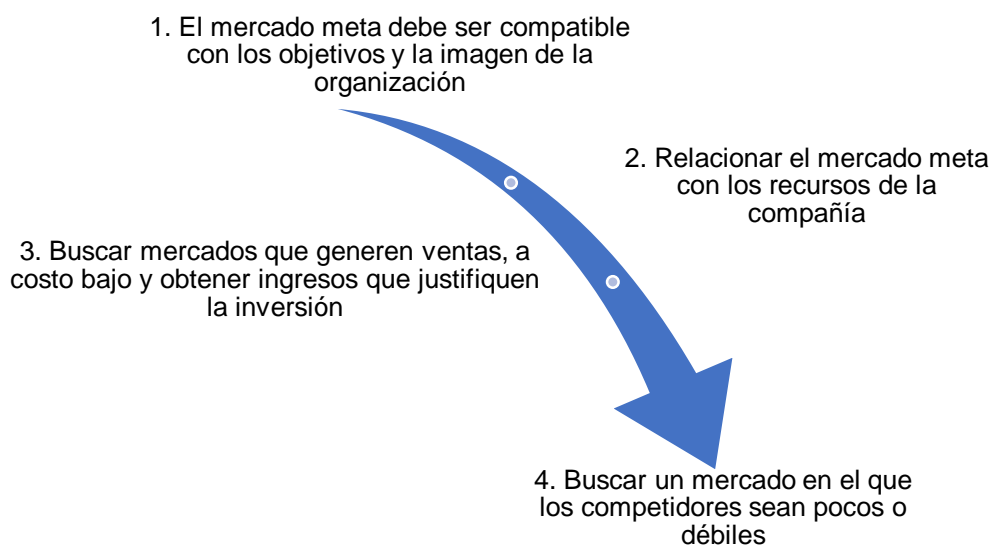 1. El mercado meta debe ser compatible
con los objetivos y la imagen de la
organización
2. Relacionar el mercado meta
con los recursos de la
compañía
3. Buscar mercados que generen ventas, a
costo bajo y obtener ingresos que justifiquen
la inversión
4. Buscar un mercado en el que
los competidores sean pocos o
débiles